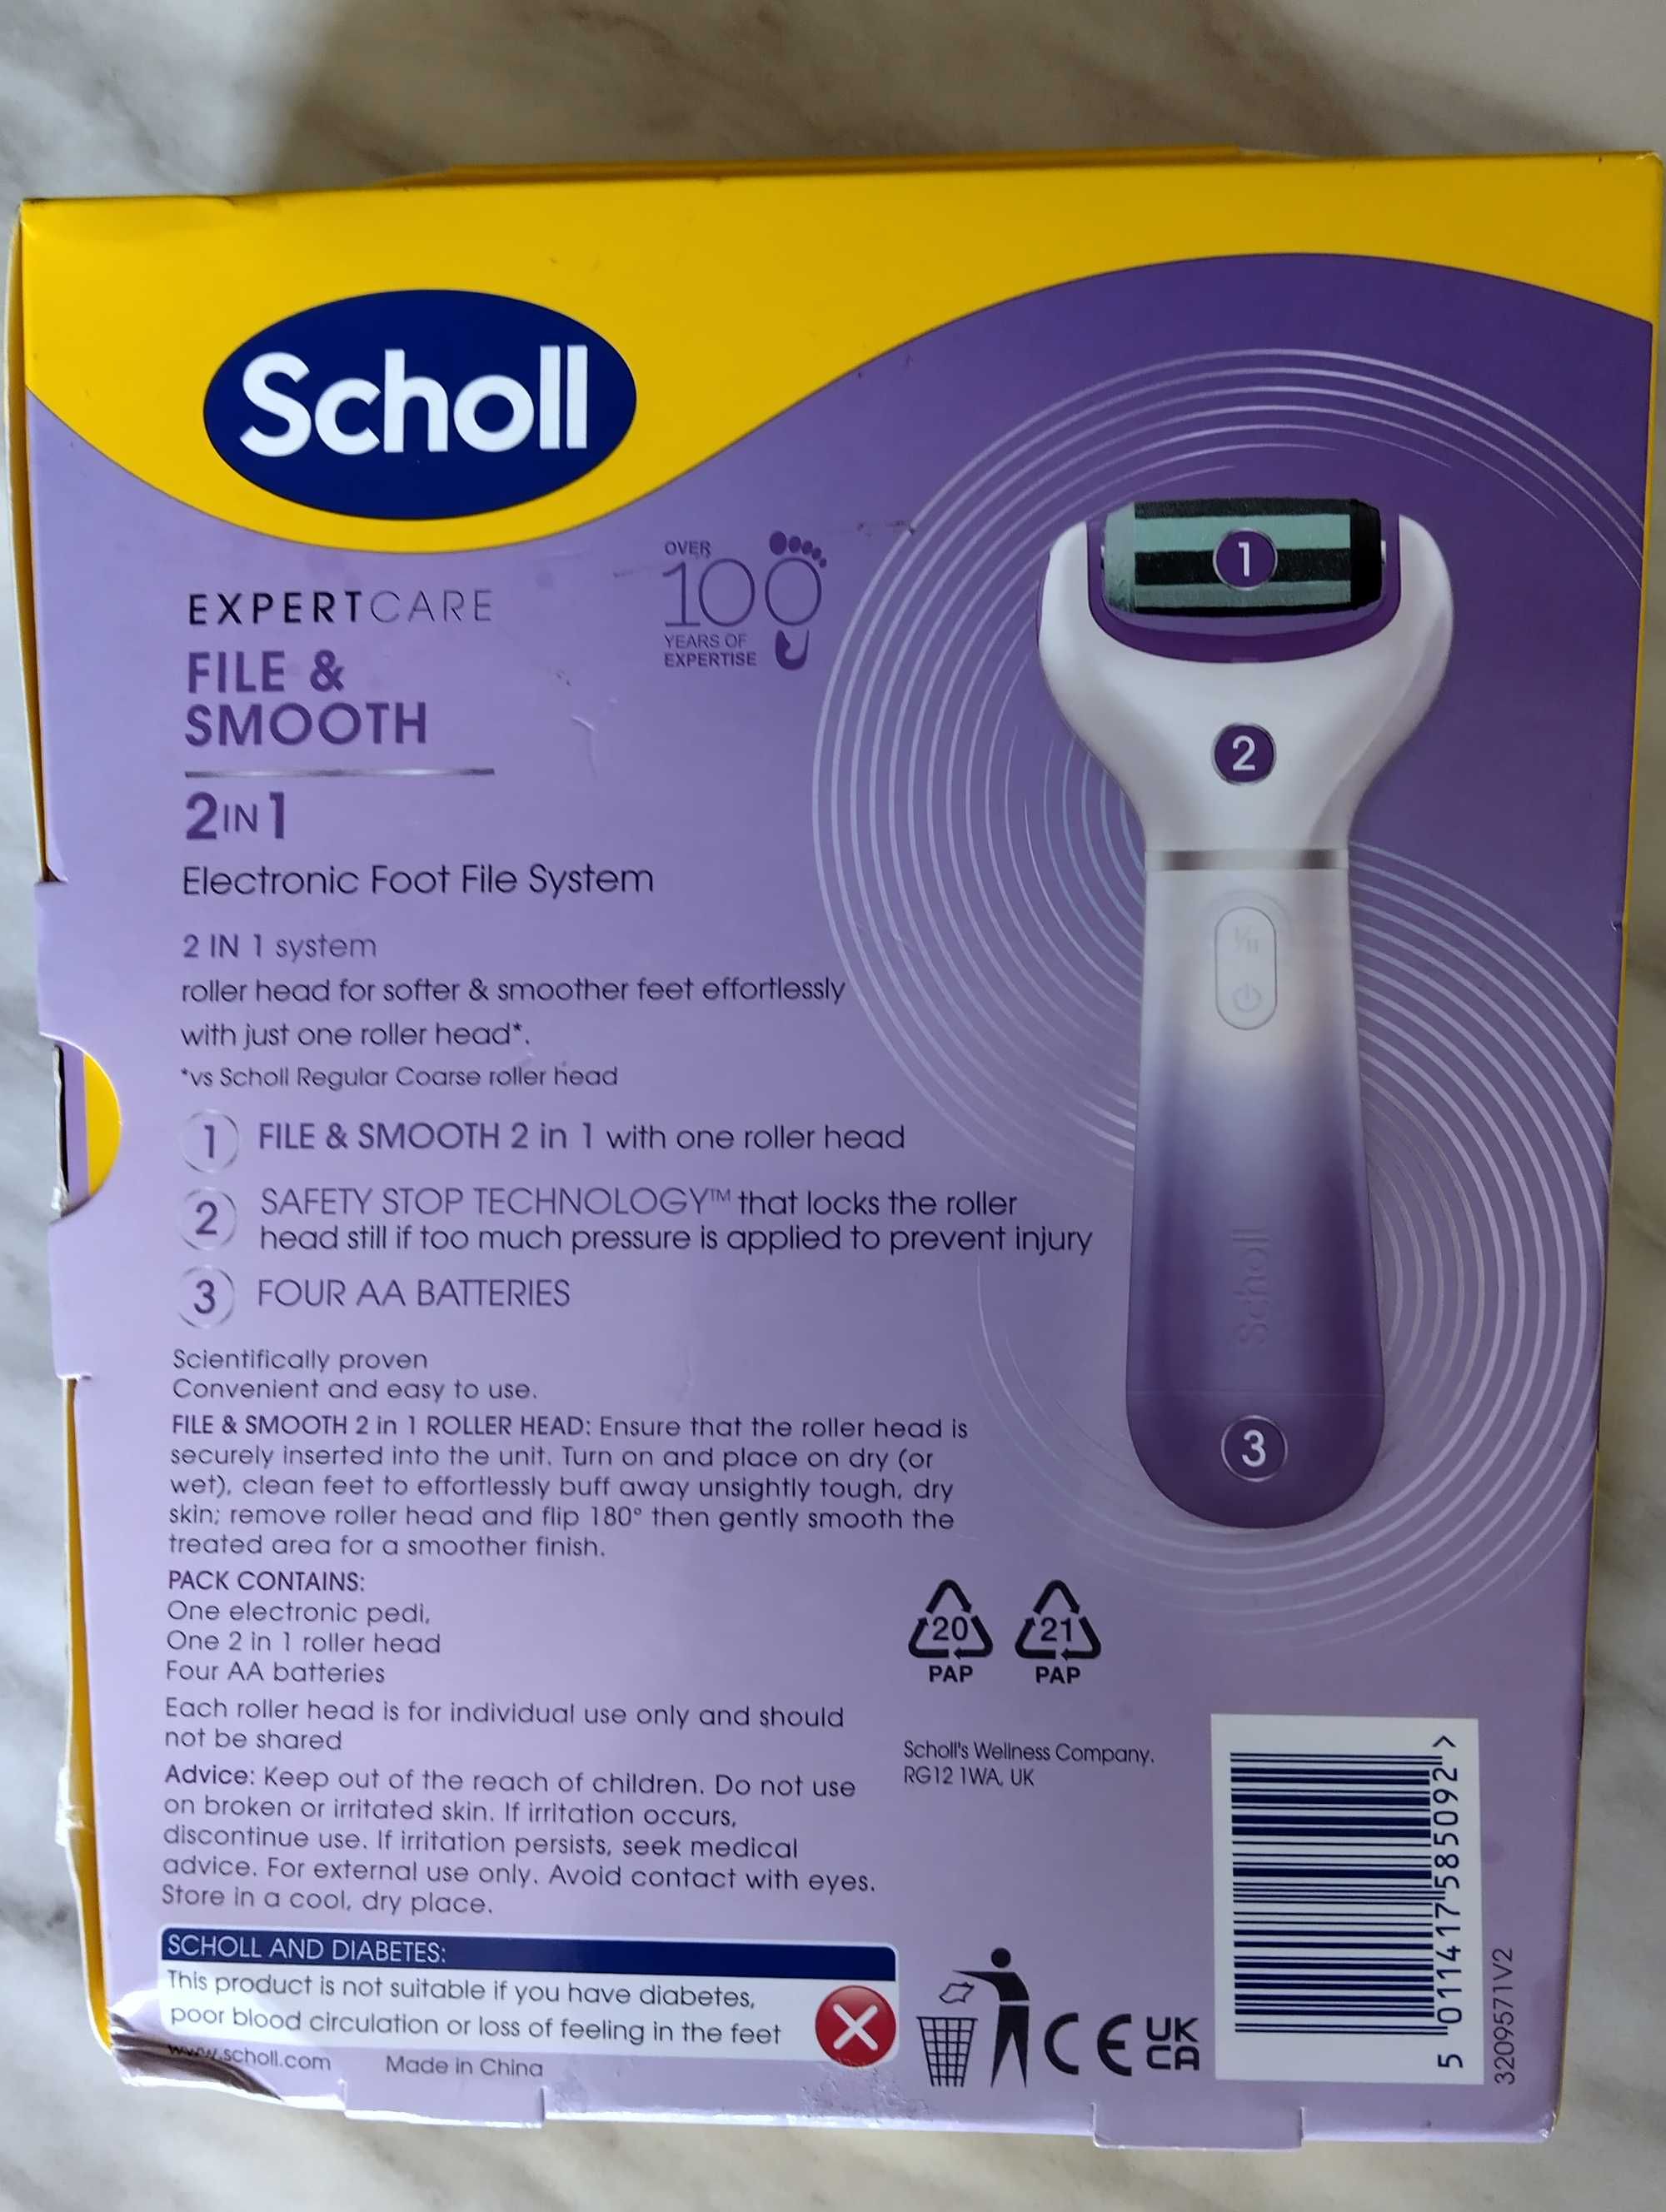 Scholl
OVER
100
YEARS OF
EXPERTISE
EXPERTCARE
FILE &
SMOOTH
2IN1
Electronic Foot File System
2 IN 1 system
roller head for softer & smoother feet effortlessly
with just one roller head*.
*vs Scholl Regular Coarse roller head
1 FILE & SMOOTH 2 in 1 with one roller head
2 SAFETY STOP TECHNOLOGY™ that locks the roller
head still if too much pressure is applied to prevent injury
3 FOUR AA BATTERIES
1
2
I/II
Scholl
3
Scientifically proven
Convenient and easy to use.
FILE & SMOOTH 2 in 1 ROLLER HEAD: Ensure that the roller head is
securely inserted into the unit. Turn on and place on dry (or
wet), clean feet to effortlessly buff away unsightly tough, dry
skin; remove roller head and flip 180° then gently smooth the
treated area for a smoother finish.
PACK CONTAINS:
One electronic pedi,
One 2 in 1 roller head
Four AA batteries
Each roller head is for individual use only and should
not be shared
Advice: Keep out of the reach of children. Do not use
on broken or irritated skin. If irritation occurs,
discontinue use. If irritation persists, seek medical
advice. For external use only. Avoid contact with eyes.
Store in a cool, dry place.
20
PAP
21
PAP
Scholl's Wellness Company.
RG12 1WA, UK
SCHOLL AND DIABETES:
This product is not suitable if you have diabetes,
poor blood circulation or loss of feeling in the feet
www.scholl.com
Made in China
CE
UK
CA
5 011417 585092 >
3209571V2